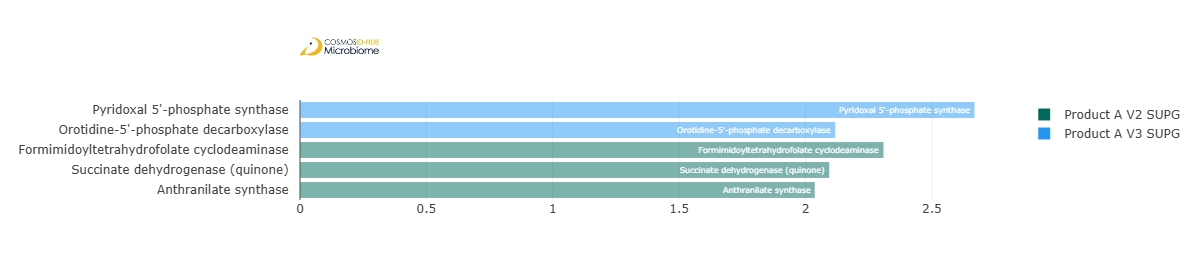 COSMOSID-HUB
Microbiome
Pyridoxal 5'-phosphate synthase
Pyridoxal 5'-phosphate synthase
Orotidine-5'-phosphate decarboxylase
Orotidine-5'-phosphate decarboxylase
Formimidoyltetrahydrofolate cyclodeaminase
Formimidoyltetrahydrofolate cyclodeaminase
Succinate dehydrogenase (quinone)
Succinate dehydrogenase (quinone)
Anthranilate synthase
Anthranilate synthase
0 0.5 1 1.5 2 2.5
Product A V2 SUPG
Product A V3 SUPG